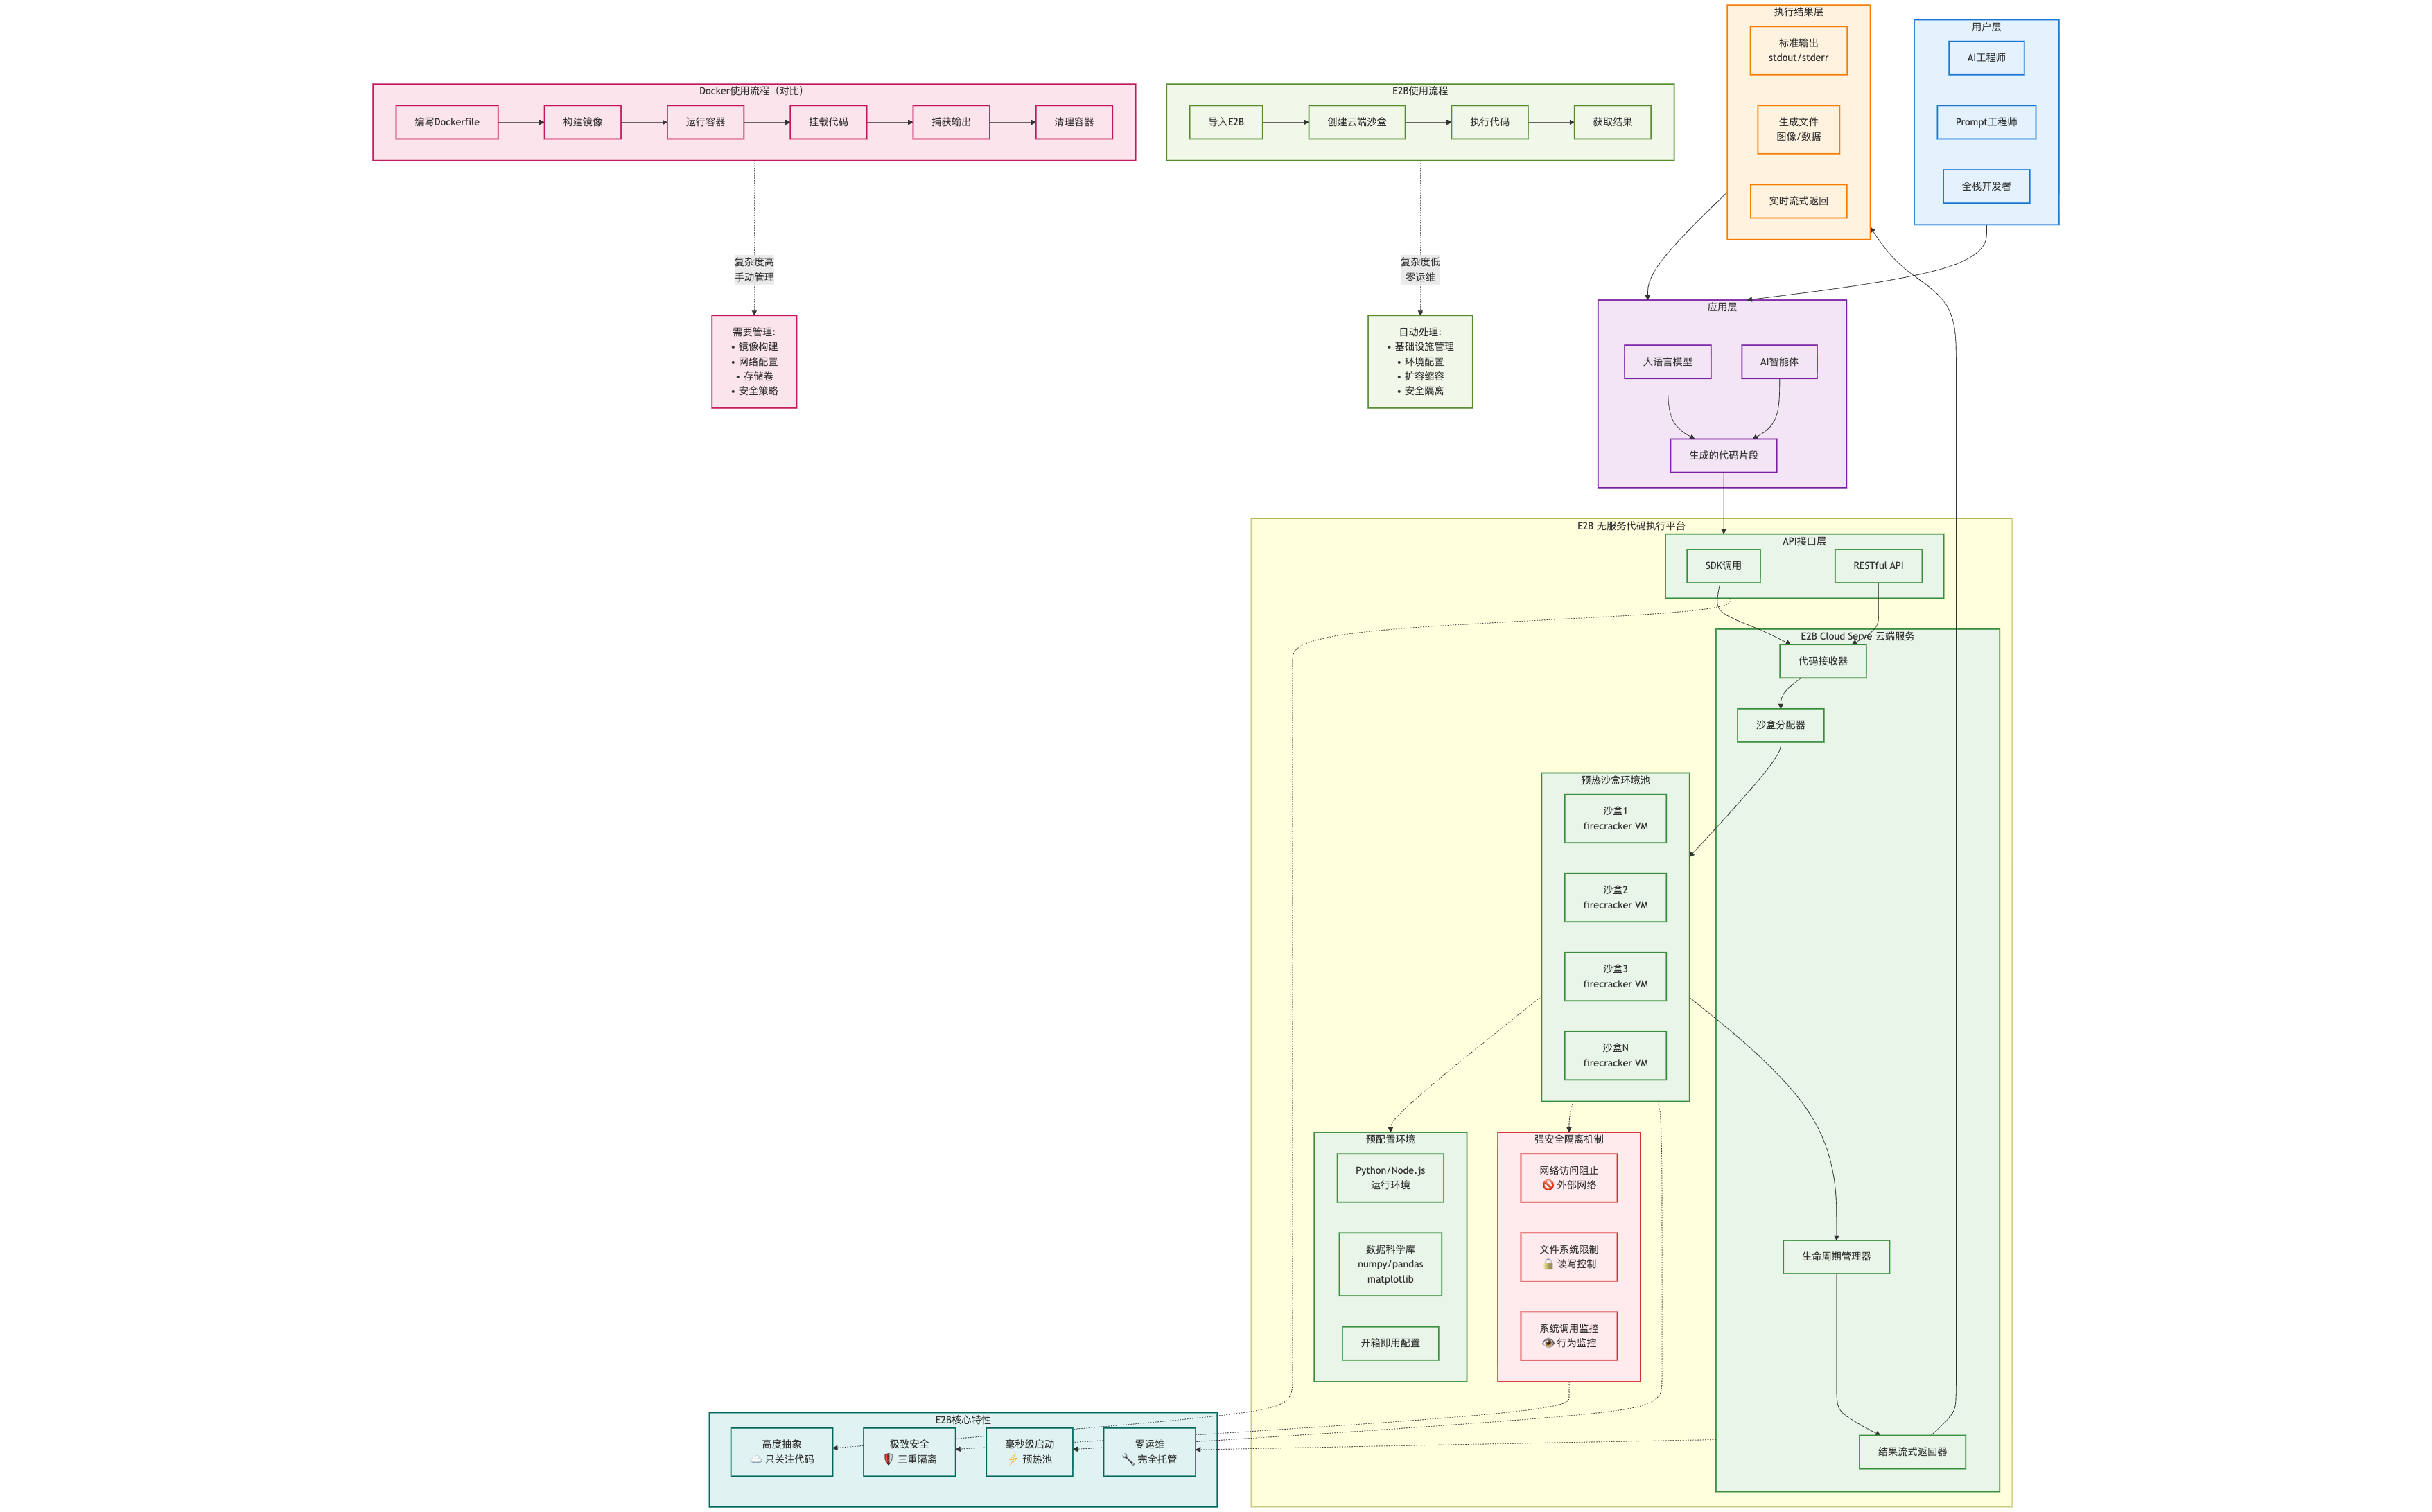 执行结果层
标准输出
stdout/stderr
生成文件
图像/数据
实时流式返回
用户层
AI工程师
Prompt工程师
全栈开发者
Docker使用流程（对比）
编写Dockerfile
构建镜像
运行容器
挂载代码
捕获输出
清理容器
E2B使用流程
导入E2B
创建云端沙盒
执行代码
获取结果
复杂度高
手动管理
复杂度低
零运维
需要管理:
• 镜像构建
• 网络配置
• 存储卷
• 安全策略
自动处理:
• 基础设施管理
• 环境配置
• 扩容缩容
• 安全隔离
应用层
大语言模型
AI智能体
生成的代码片段
E2B 无服务代码执行平台
API接口层
SDK调用
RESTful API
E2B Cloud Serve 云端服务
代码接收器
沙盒分配器
预热沙盒环境池
沙盒1
firecracker VM
沙盒2
firecracker VM
沙盒3
firecracker VM
沙盒N
firecracker VM
预配置环境
Python/Node.js
运行环境
数据科学库
numpy/pandas
matplotlib
开箱即用配置
强安全隔离机制
网络访问阻止
🚫 外部网络
文件系统限制
🔒 读写控制
系统调用监控
👁️ 行为监控
生命周期管理器
结果流式返回器
E2B核心特性
高度抽象
☁️ 只关注代码
极致安全
🛡️ 三重隔离
毫秒级启动
⚡ 预热池
零运维
🔧 完全托管